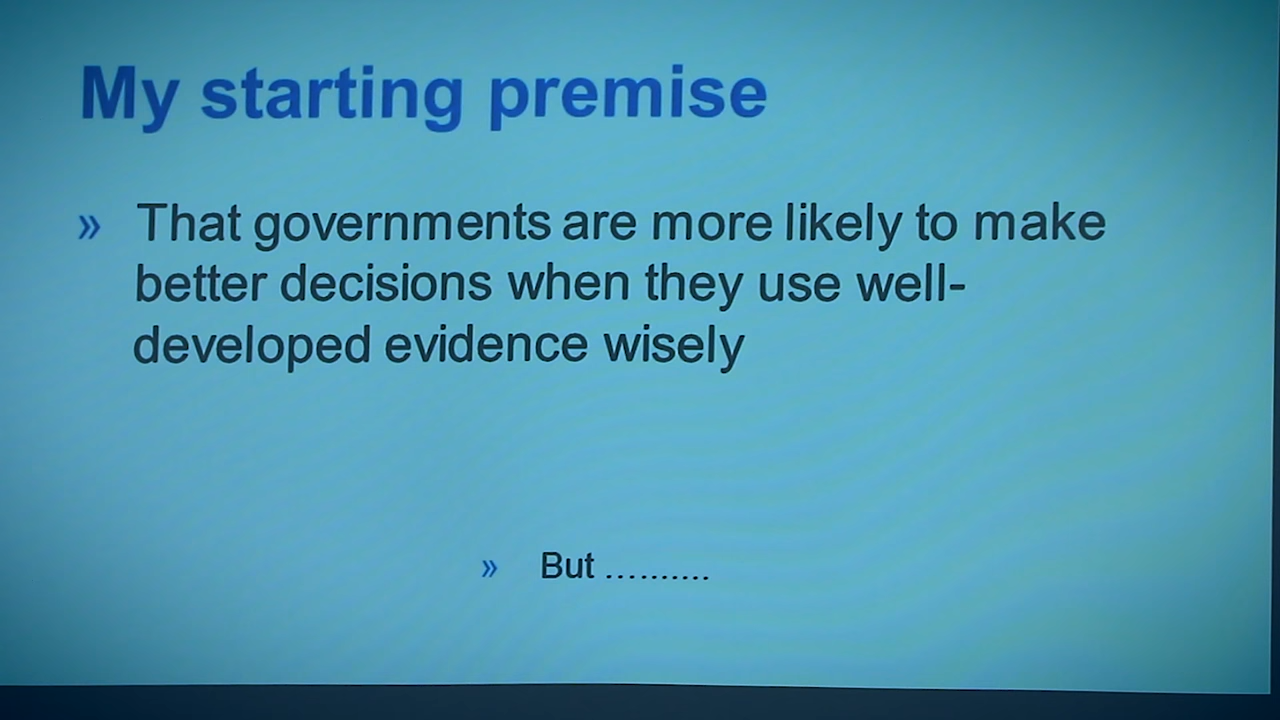 My starting premise
» That governments are more likely to make
better decisions when they use well-
developed evidence wisely
» But ..........